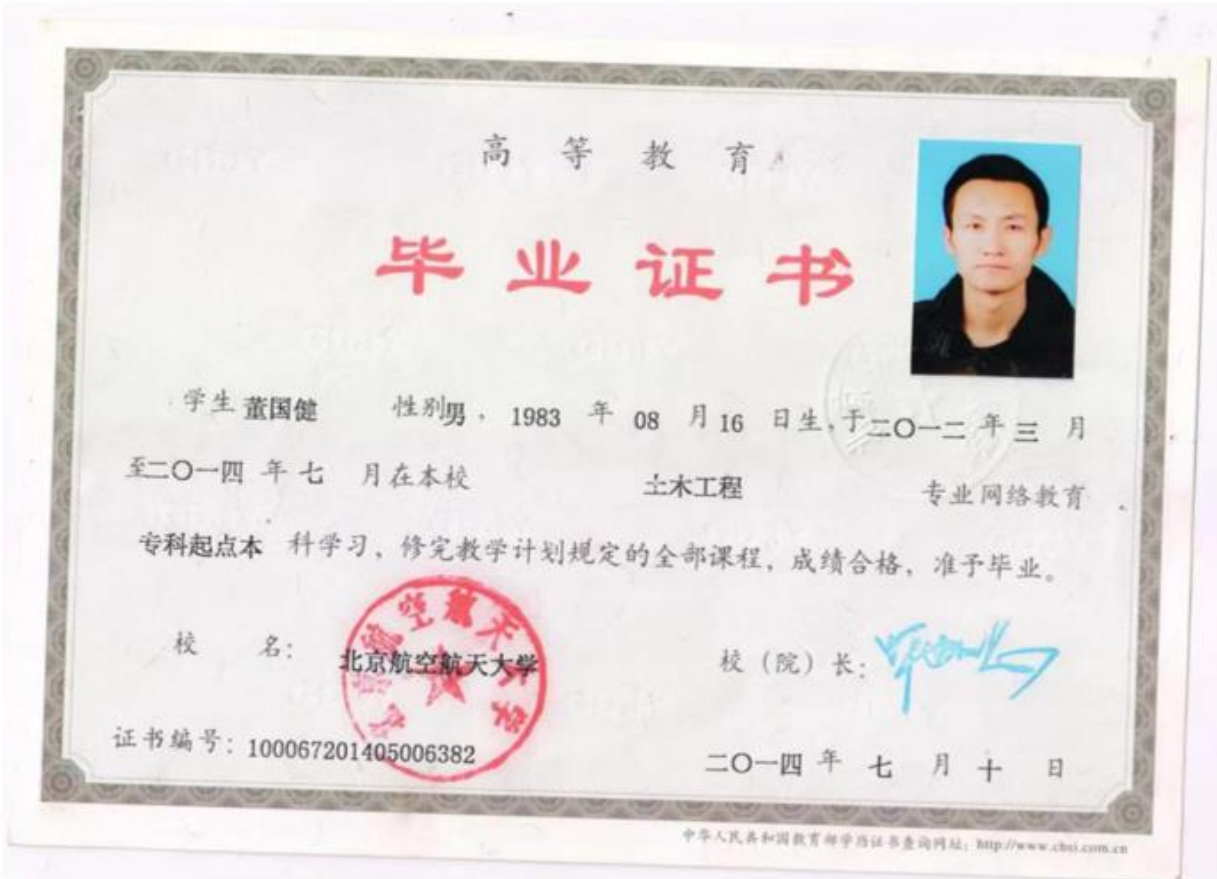 高等教育
毕业证书
学生 董国健 性别男，1983 年 08 月 16 日生，于二〇一二 年 三 月
至二〇一四 年 七 月在本校 土木工程 专业网络教育
专科起点本 科学习，修完教学计划规定的全部课程，成绩合格，准予毕业。
校 名： 北京航空航天大学
校（院）长：
证书编号：100067201405006382
二〇一四 年 七 月 十 日
中华人民共和国教育部学历证书查询网址：http://www.chsi.com.cn